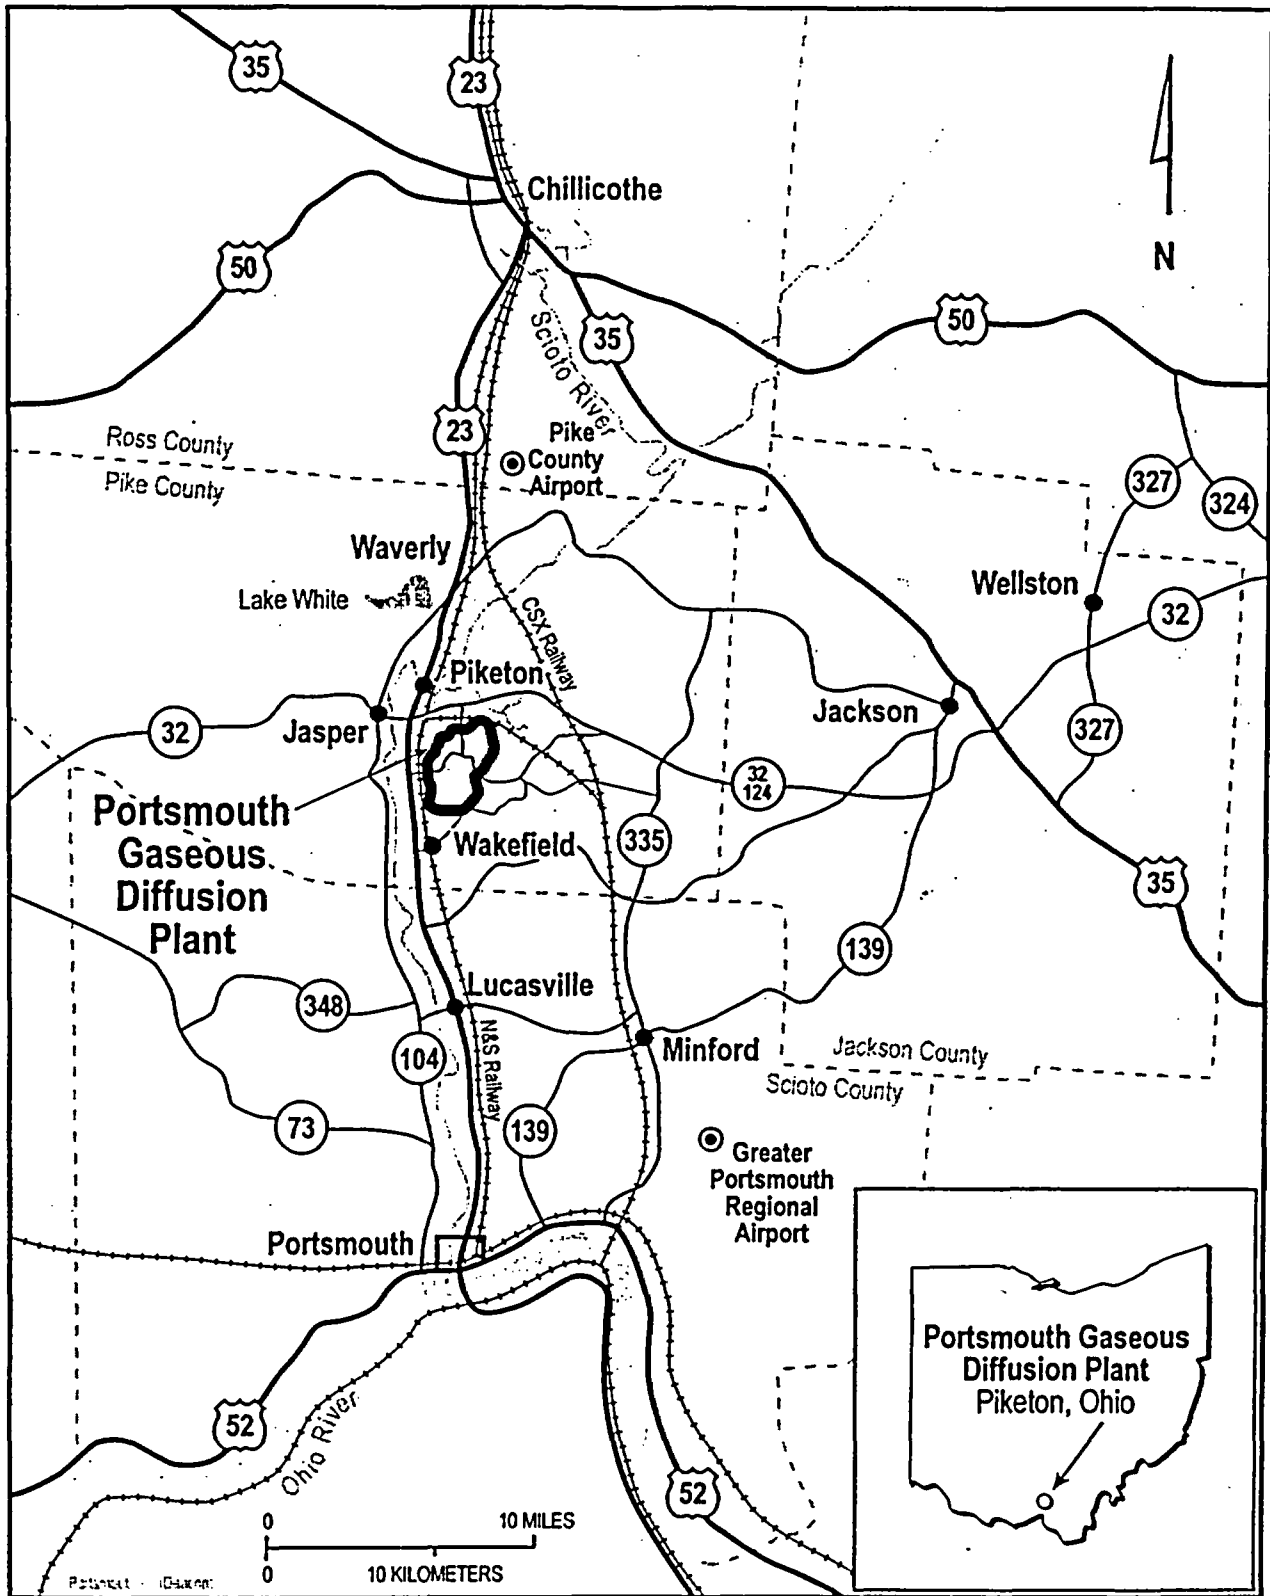 35
23
Chillicothe
50
N
Scioto River
35
50
Ross County
Pike County
23
Pike
County
Airport
327
324
Waverly
Lake White
CSX Railway
Wellston
32
Piketon
Jasper
32
Jackson
327
32
124
Portsmouth
Gaseous
Diffusion
Plant
Wakefield
335
35
139
Lucasville
348
N&S Railway
104
Minford
Jackson County
Scioto County
73
139
Greater
Portsmouth
Regional
Airport
Portsmouth
52
Ohio River
52
0
10 MILES
0
10 KILOMETERS
Portsmouth Gaseous
Diffusion Plant
Piketon, Ohio